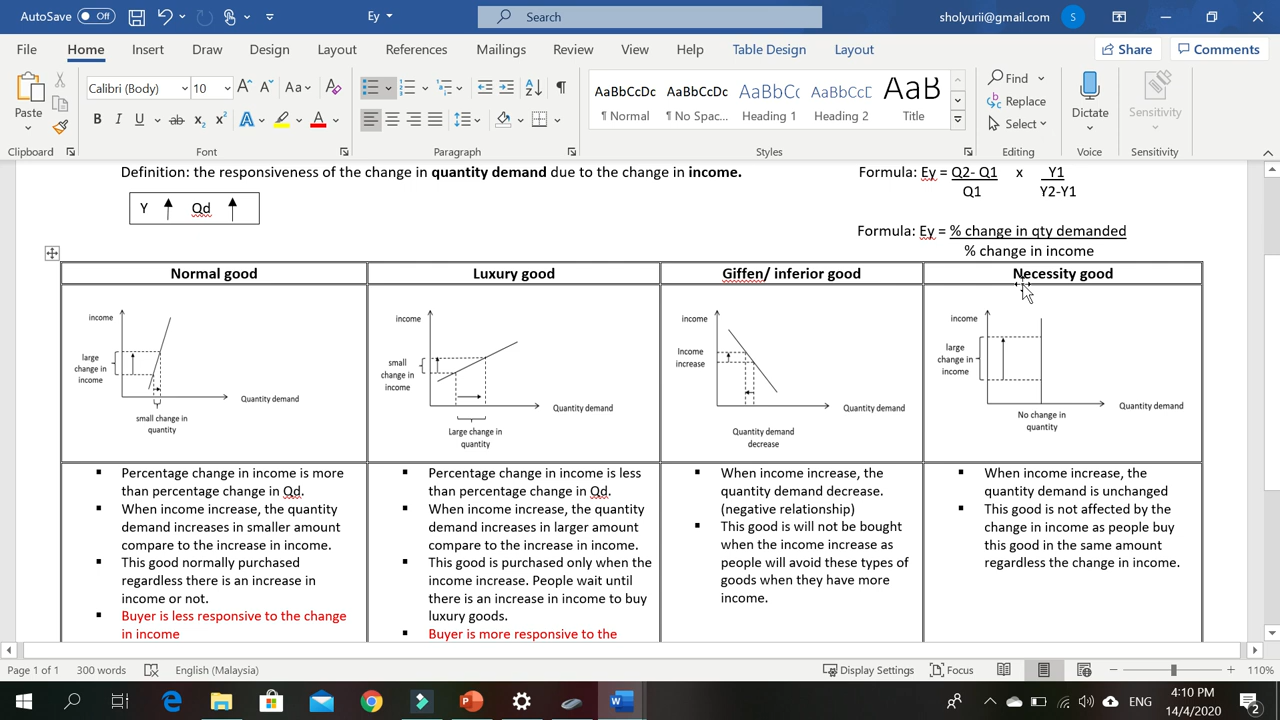 AutoSave Off Ey Search sholyurii@gmail.com S
File Home Insert Draw Design Layout References Mailings Review View Help Table Design Layout Share Comments
Paste
Clipboard
Calibri (Body) 10
Font
Paragraph
AaBbCcDc AaBbCcDc AaBbCc AaBbCcC AaB
¶ Normal ¶ No Spac... Heading 1 Heading 2 Title
Styles
Find
Replace
Select
Editing
Dictate
Voice
Sensitivity
Sensitivity
Definition: the responsiveness of the change in quantity demand due to the change in income.
Y Qd
Formula: Ey = Q2- Q1 x Y1
Q1 Y2-Y1
Formula: Ey = % change in qty demanded
% change in income
Normal good
income
large
change in
income
Quantity demand
small change in
quantity
Percentage change in income is more
than percentage change in Qd.
When income increase, the quantity
demand increases in smaller amount
compare to the increase in income.
This good normally purchased
regardless there is an increase in
income or not.
Buyer is less responsive to the change
in income
Luxury good
income
small
change in
income
Quantity demand
Large change in
quantity
Percentage change in income is less
than percentage change in Qd.
When income increase, the quantity
demand increases in larger amount
compare to the increase in income.
This good is purchased only when the
income increase. People wait until
there is an increase in income to buy
luxury goods.
Buyer is more responsive to the
Giffen/ inferior good
income
Income
increase
Quantity demand
Quantity demand
decrease
When income increase, the
quantity demand decrease.
(negative relationship)
This good is will not be bought
when the income increase as
people will avoid these types of
goods when they have more
income.
Necessity good
income
large
change in
income
Quantity demand
No change in
quantity
When income increase, the
quantity demand is unchanged
This good is not affected by the
change in income as people buy
this good in the same amount
regardless the change in income.
Page 1 of 1 300 words English (Malaysia) Display Settings Focus 110%
ENG
4:10 PM
14/4/2020
2